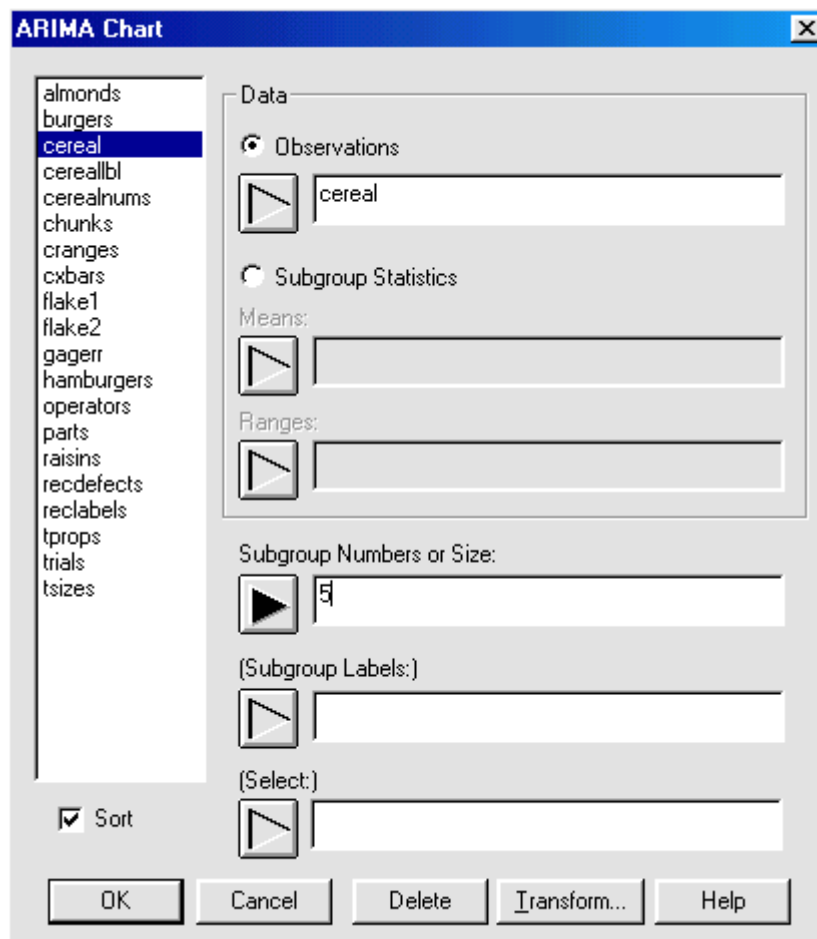 ARIMA Chart
almonds
burgers
cereal
cereallbl
cerealnums
chunks
cranges
cxbars
flake1
flake2
gagerr
hamburgers
operators
parts
raisins
recdefects
reclabels
tprops
trials
tsizes
Sort
Data
Observations
cereal
Subgroup Statistics
Means:
Ranges:
Subgroup Numbers or Size:
5
(Subgroup Labels:)
(Select:)
OK
Cancel
Delete
Transform...
Help